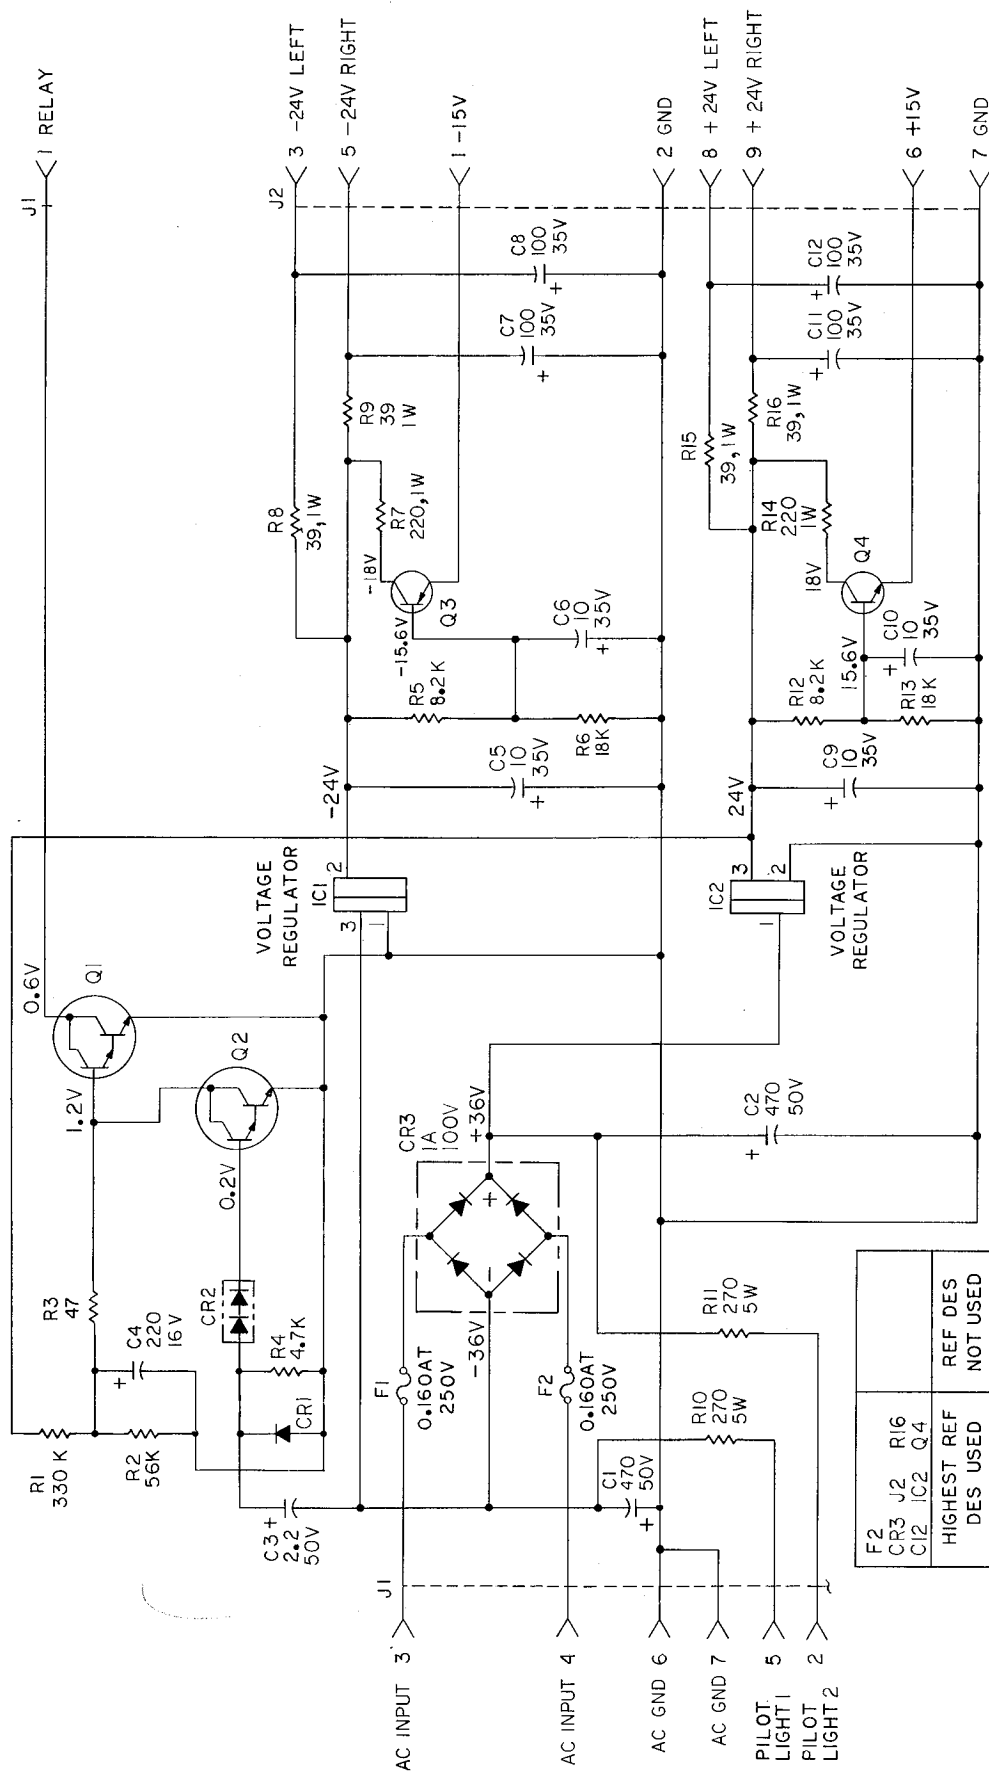 J1
1 RELAY
J2
3 -24V LEFT
5 -24V RIGHT
1 -15V
2 GND
8 + 24V LEFT
9 + 24V RIGHT
6 +15V
7 GND
R1
330 K
R2
56K
R3
47
C4
220
16V
+
1.2V
0.6V
Q1
Q2
0.2V
CR2
R4
4.7K
CR1
C3 +
2.2
50V
VOLTAGE
REGULATOR
IC1
3
2
1
-24V
R8
39,1W
R9
39
1W
R7
220,1W
-18V
Q3
-15.6V
R5
8.2K
R6
18K
C5
10
35V
+
C6
10
35V
+
C7
100
35V
+
C8
100
35V
+
F1
0.160AT
250V
F2
0.160AT
250V
CR3
1A
100V
+
−
+36V
-36V
C1
470
50V
+
C2
470
50V
+
R10
270
5W
R11
270
5W
VOLTAGE
REGULATOR
IC2
1
3
2
24V
R15
39,1W
R16
39,1W
R14
220
1W
18V
Q4
15.6V
R12
8.2K
R13
18K
C9
10
35V
+
C10
10
35V
+
C11
100
35V
+
C12
100
35V
+
J1
AC INPUT 3
AC INPUT 4
AC GND 6
AC GND 7
PILOT
LIGHT 1 5
PILOT
LIGHT 2 2
F2
CR3 J2 R16
C12 IC2 Q4
HIGHEST REF
DES USED
REF DES
NOT USED